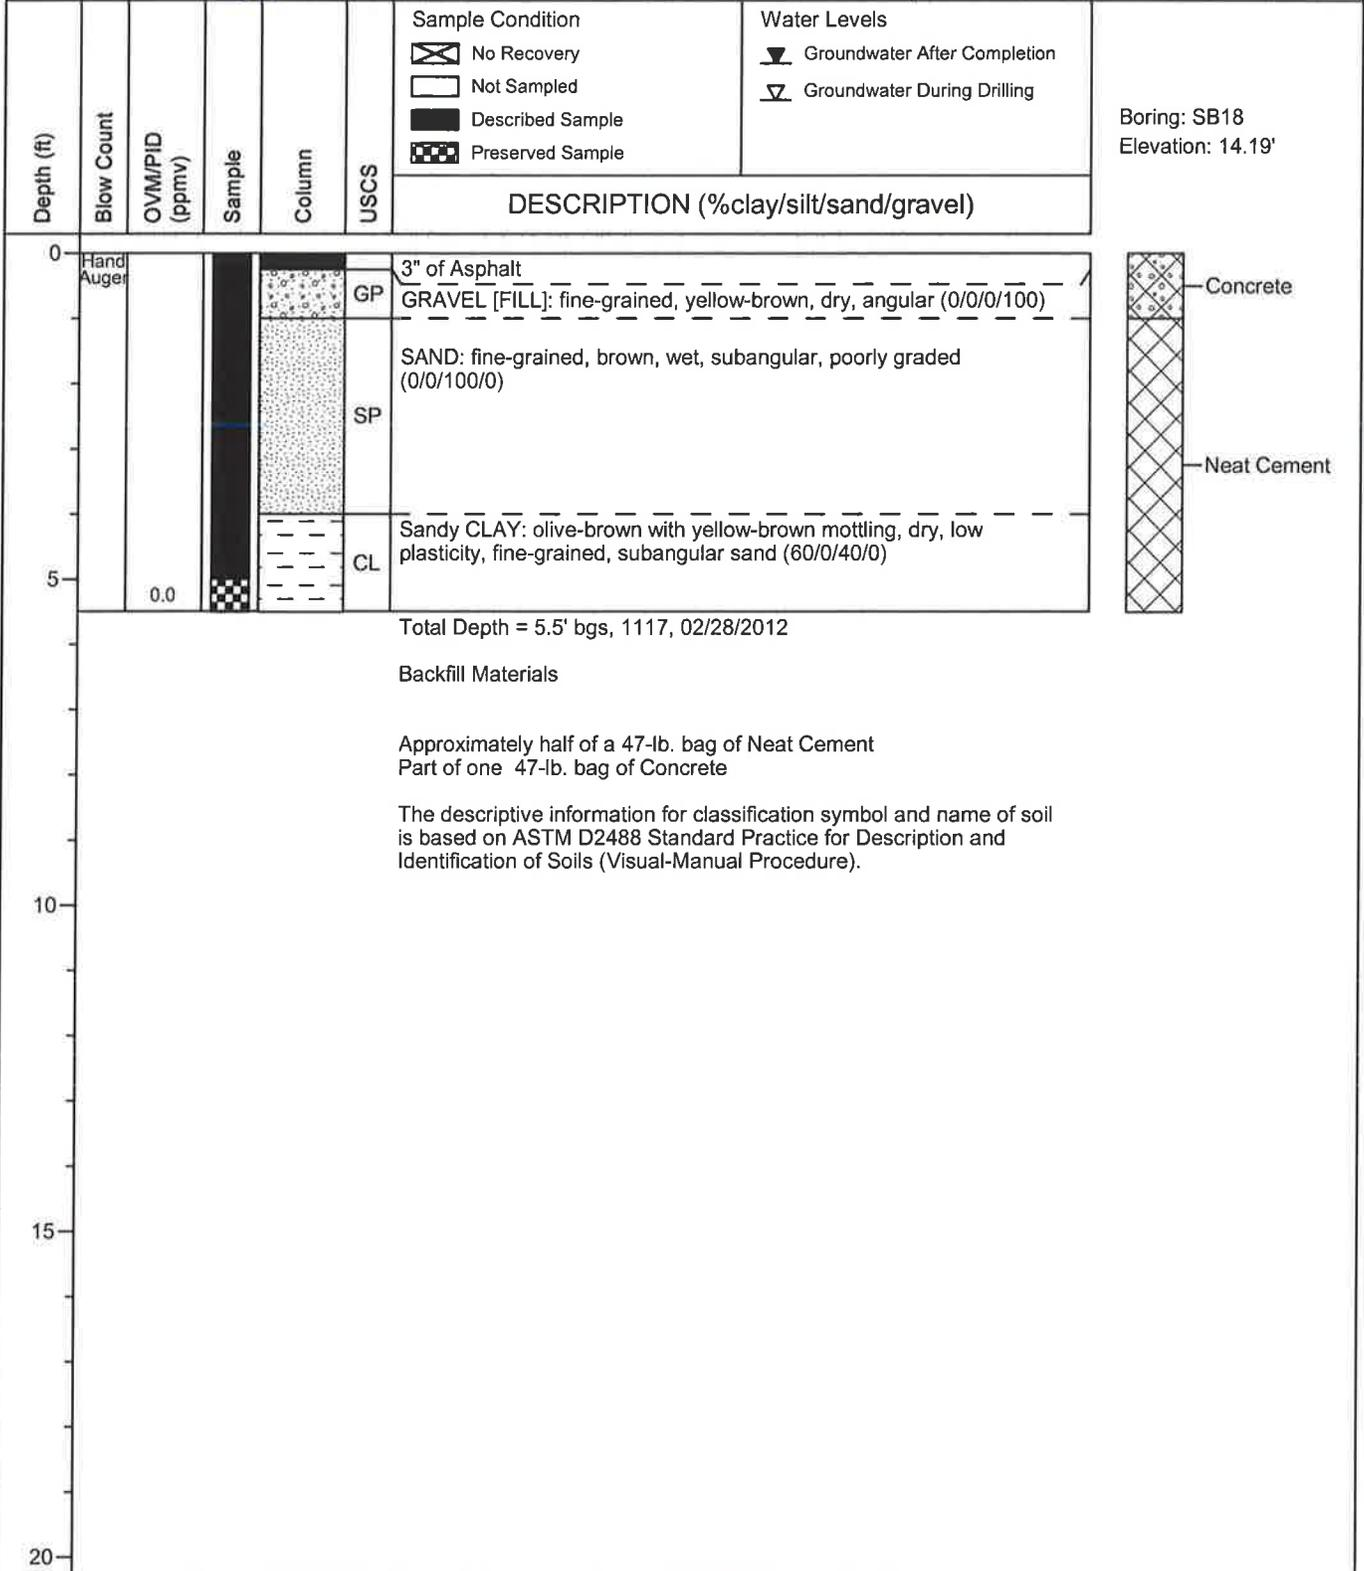 Depth (ft)
Blow Count
OVM/PID
(ppmv)
Sample
Column
USCS
Sample Condition
No Recovery
Not Sampled
Described Sample
Preserved Sample
Water Levels
Groundwater After Completion
Groundwater During Drilling
DESCRIPTION (%clay/silt/sand/gravel)
Boring: SB18
Elevation: 14.19'
0
Hand
Auger
3" of Asphalt
GP
GRAVEL [FILL]: fine-grained, yellow-brown, dry, angular (0/0/0/100)
Concrete
SAND: fine-grained, brown, wet, subangular, poorly graded
(0/0/100/0)
SP
Neat Cement
Sandy CLAY: olive-brown with yellow-brown mottling, dry, low
plasticity, fine-grained, subangular sand (60/0/40/0)
CL
5
0.0
Total Depth = 5.5' bgs, 1117, 02/28/2012
Backfill Materials
Approximately half of a 47-lb. bag of Neat Cement
Part of one 47-lb. bag of Concrete
The descriptive information for classification symbol and name of soil
is based on ASTM D2488 Standard Practice for Description and
Identification of Soils (Visual-Manual Procedure).
10
15
20